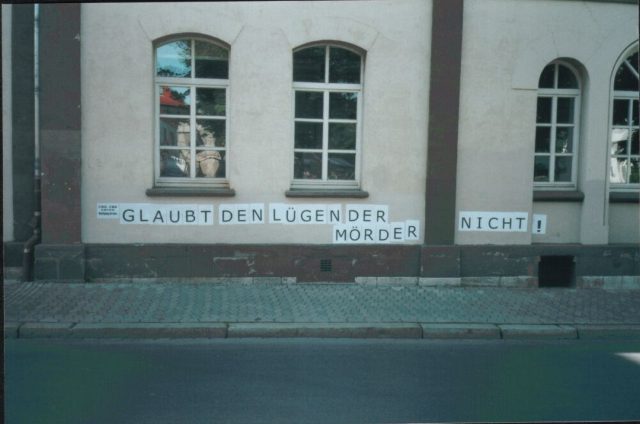 GLAUBT DEN LÜGEN DER
MÖRDER
NICHT !